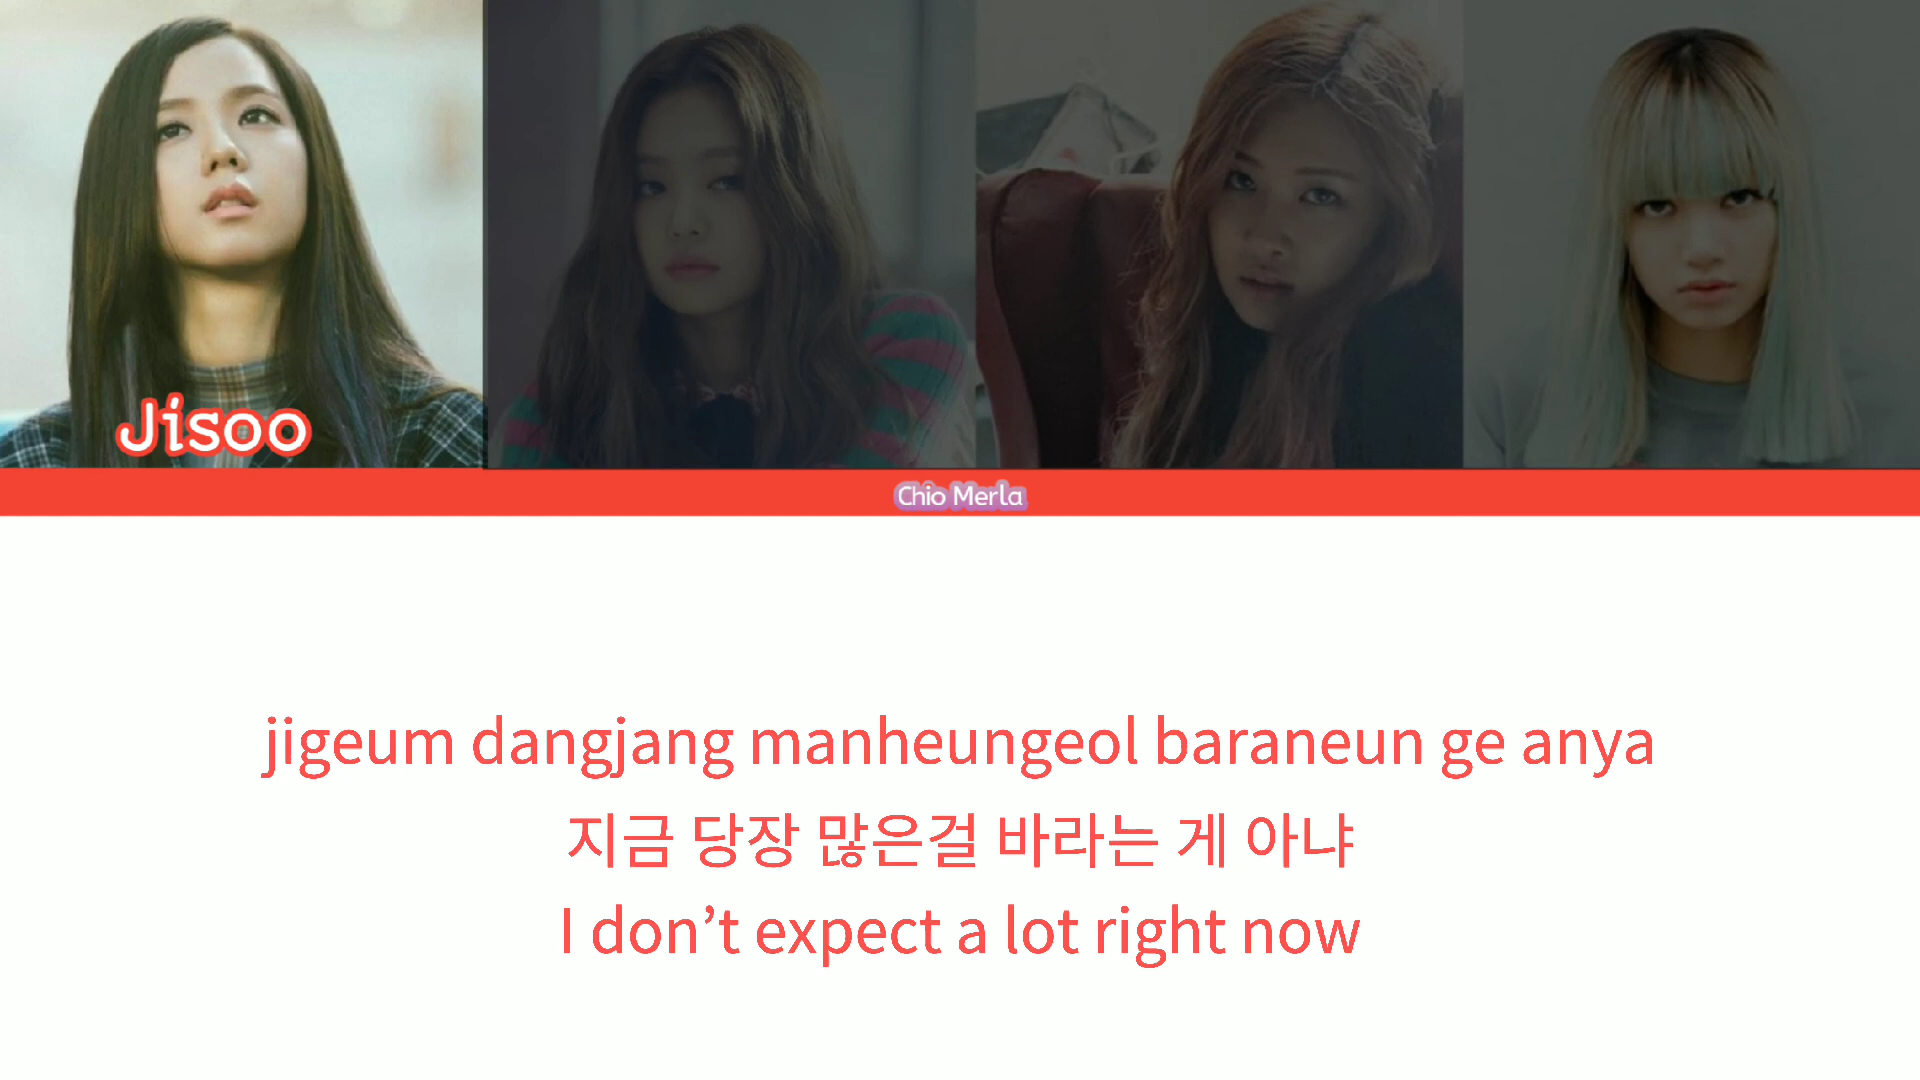 Jisoo
Chio Merla
jigeum dangjang manheungeol baraneun ge anya
지금 당장 많은걸 바라는 게 아냐
I don’t expect a lot right now